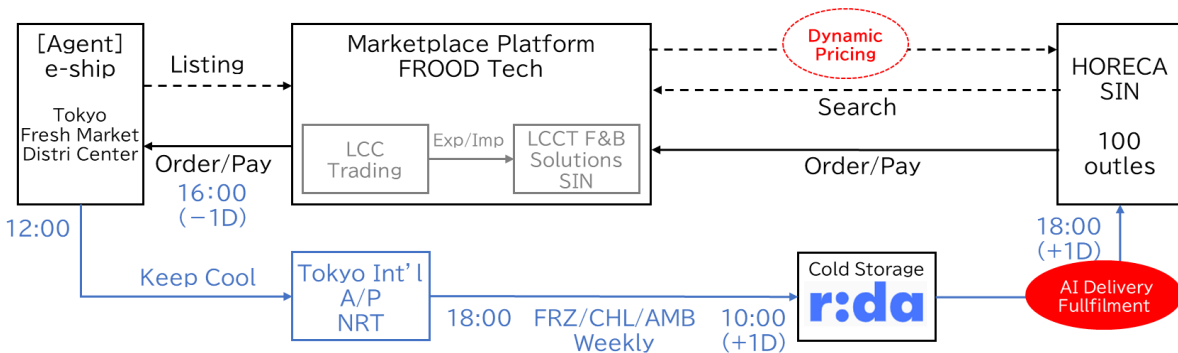 [Agent]
e-ship
Tokyo
Fresh Market
Distri Center
Listing
Order/Pay
16:00
(－1D)
Marketplace Platform
FROOD Tech
LCC
Trading
Exp/Imp
LCCT F&B
Solutions
SIN
Dynamic
Pricing
Search
Order/Pay
HORECA
SIN
100
outles
12:00
Keep Cool
Tokyo Int'l
A/P
NRT
18:00
FRZ/CHL/AMB
Weekly
10:00
(+1D)
Cold Storage
r:da
AI Delivery
Fullfilment
18:00
(+1D)